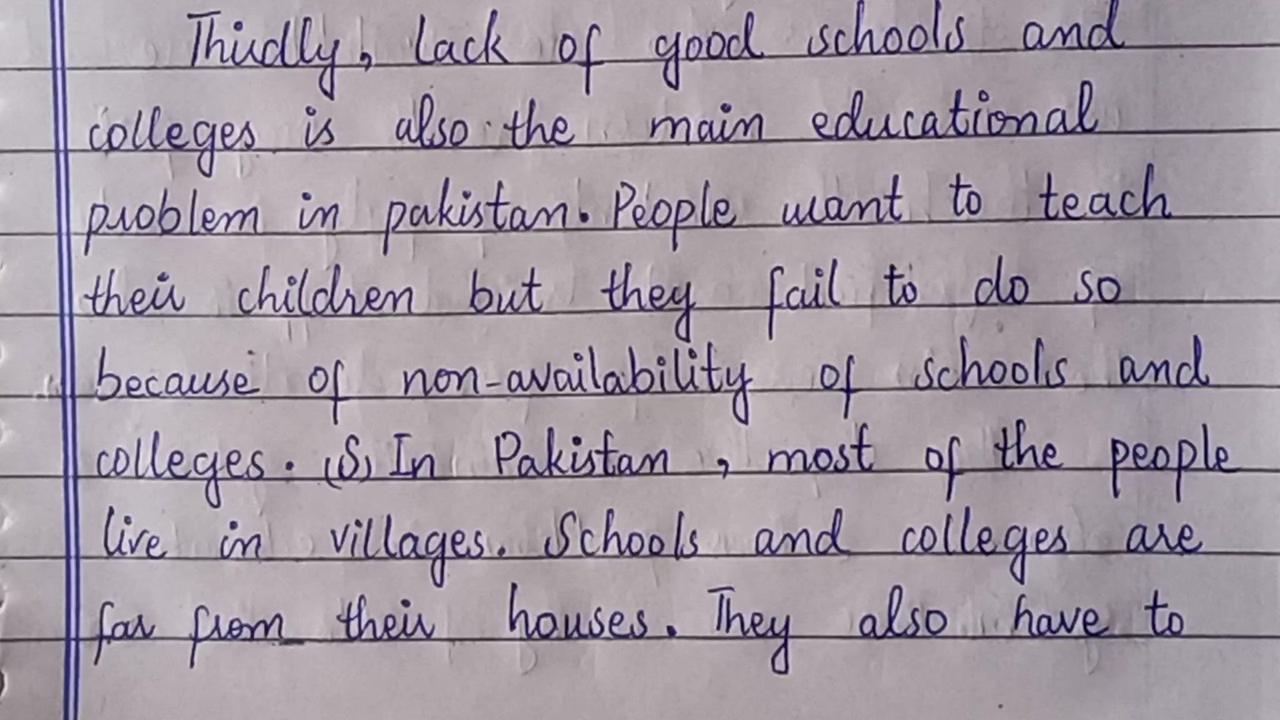 Thirdly, lack of good schools and
colleges is also the main educational
problem in pakistan. People want to teach
their children but they fail to do so
because of non-availability of schools and
colleges. (S) In Pakistan, most of the people
live in villages. Schools and colleges are
far from their houses. They also have to